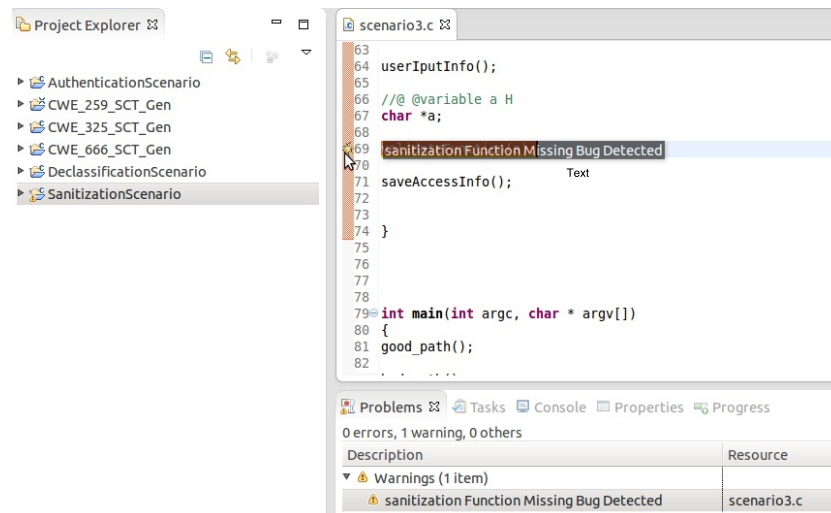 Project Explorer
AuthenticationScenario
CWE_259_SCT_Gen
CWE_325_SCT_Gen
CWE_666_SCT_Gen
DeclassificationScenario
SanitizationScenario
scenario3.c
63
64 userIputInfo();
65
66 //@ @variable a H
67 char *a;
68
69 sanitization Function Missing Bug Detected
70
Text
71 saveAccessInfo();
72
73
74 }
75
76
77
78
79 int main(int argc, char * argv[])
80 {
81 good_path();
82
Problems Tasks Console Properties Progress
0 errors, 1 warning, 0 others
Description Resource
Warnings (1 item)
sanitization Function Missing Bug Detected scenario3.c